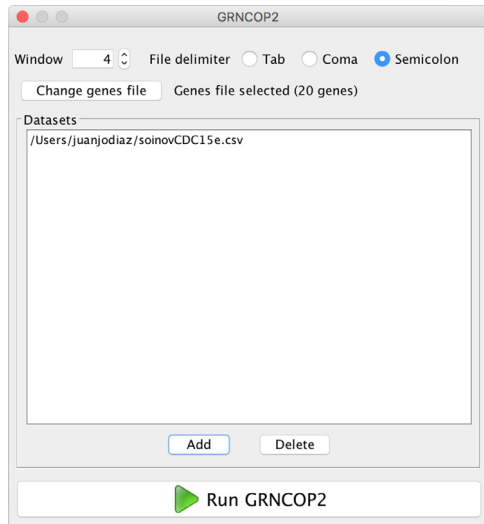 GRNCOP2
Window 4 File delimiter Tab Coma Semicolon
Change genes file Genes file selected (20 genes)
Datasets
/Users/juanjodiaz/soinovCDC15e.csv
Add Delete
Run GRNCOP2